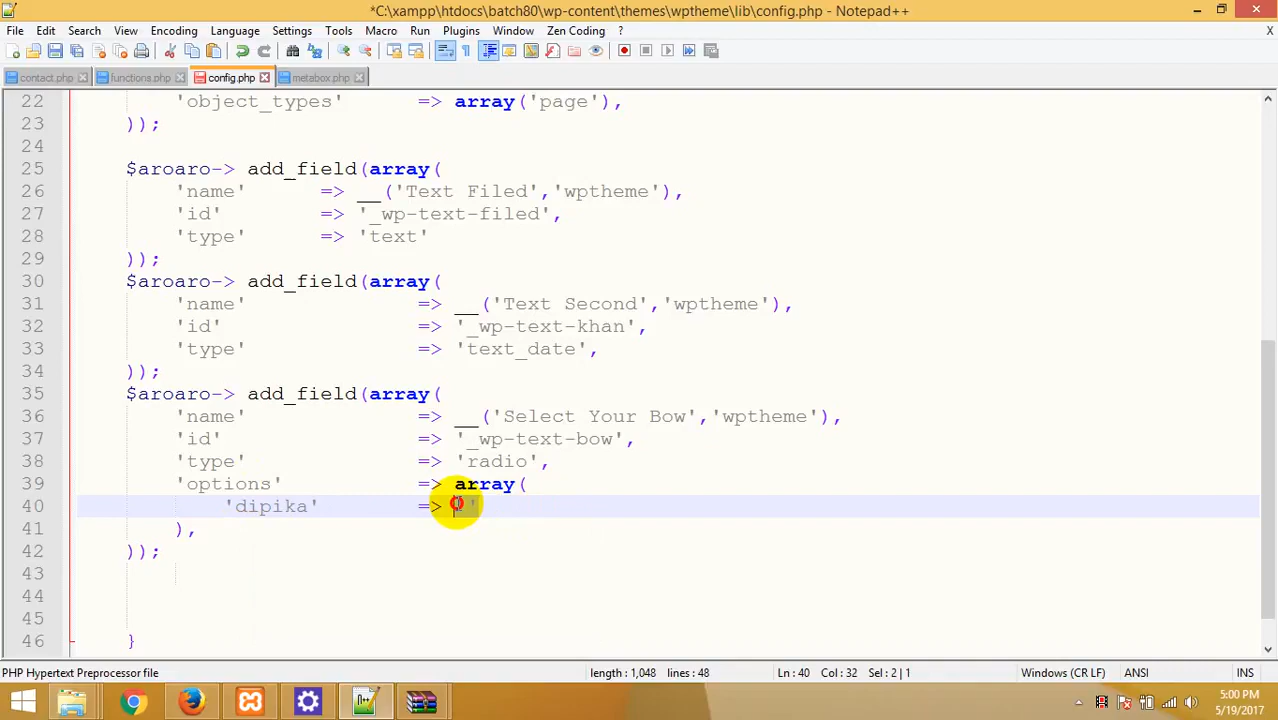 *C:\xampp\htdocs\batch80\wp-content\themes\wptheme\lib\config.php - Notepad++
File Edit Search View Encoding Language Settings Tools Macro Run Plugins Window Zen Coding ? X
contact.php functions.php config.php metabox.php
22 'object_types' => array('page'),
23 ));
24
25 $aroaro-> add_field(array(
26 'name' => __('Text Filed','wptheme'),
27 'id' => '_wp-text-filed',
28 'type' => 'text'
29 ));
30 $aroaro-> add_field(array(
31 'name' => __('Text Second','wptheme'),
32 'id' => '_wp-text-khan',
33 'type' => 'text_date',
34 ));
35 $aroaro-> add_field(array(
36 'name' => __('Select Your Bow','wptheme'),
37 'id' => '_wp-text-bow',
38 'type' => 'radio',
39 'options' => array(
40 'dipika' => ''
41 ),
42 ));
43
44
45
46 }
PHP Hypertext Preprocessor file length : 1,048 lines : 48 Ln : 40 Col : 32 Sel : 2 | 1 Windows (CR LF) ANSI INS
5:00 PM
5/19/2017